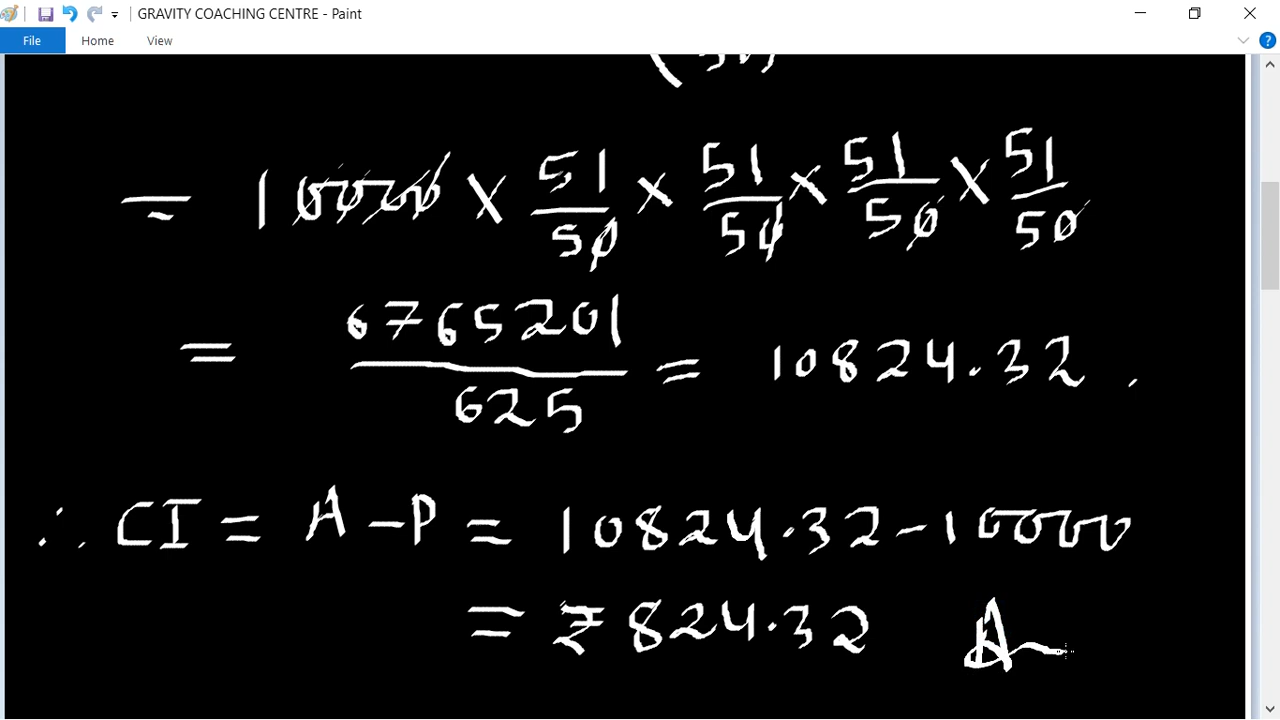 GRAVITY COACHING CENTRE - Paint
File Home View
= 10000 × 51/50 × 51/50 × 51/50 × 51/50
= 6765201/625 = 10824.32 .
∴ CI = A - P = 10824.32 - 10000
= ₹ 824.32 A